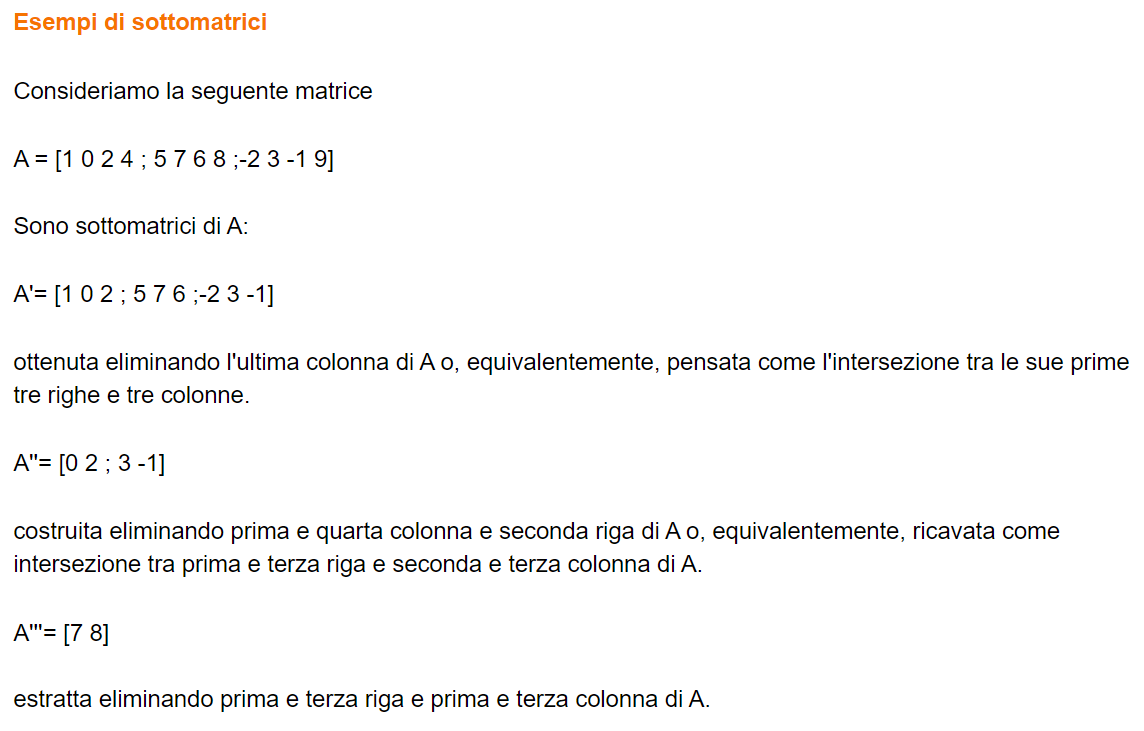 Esempi di sottomatrici
Consideriamo la seguente matrice
A = [1 0 2 4 ; 5 7 6 8 ;-2 3 -1 9]
Sono sottomatrici di A:
A'= [1 0 2 ; 5 7 6 ;-2 3 -1]
ottenuta eliminando l'ultima colonna di A o, equivalentemente, pensata come l'intersezione tra le sue prime
tre righe e tre colonne.
A''= [0 2 ; 3 -1]
costruita eliminando prima e quarta colonna e seconda riga di A o, equivalentemente, ricavata come
intersezione tra prima e terza riga e seconda e terza colonna di A.
A'''= [7 8]
estratta eliminando prima e terza riga e prima e terza colonna di A.